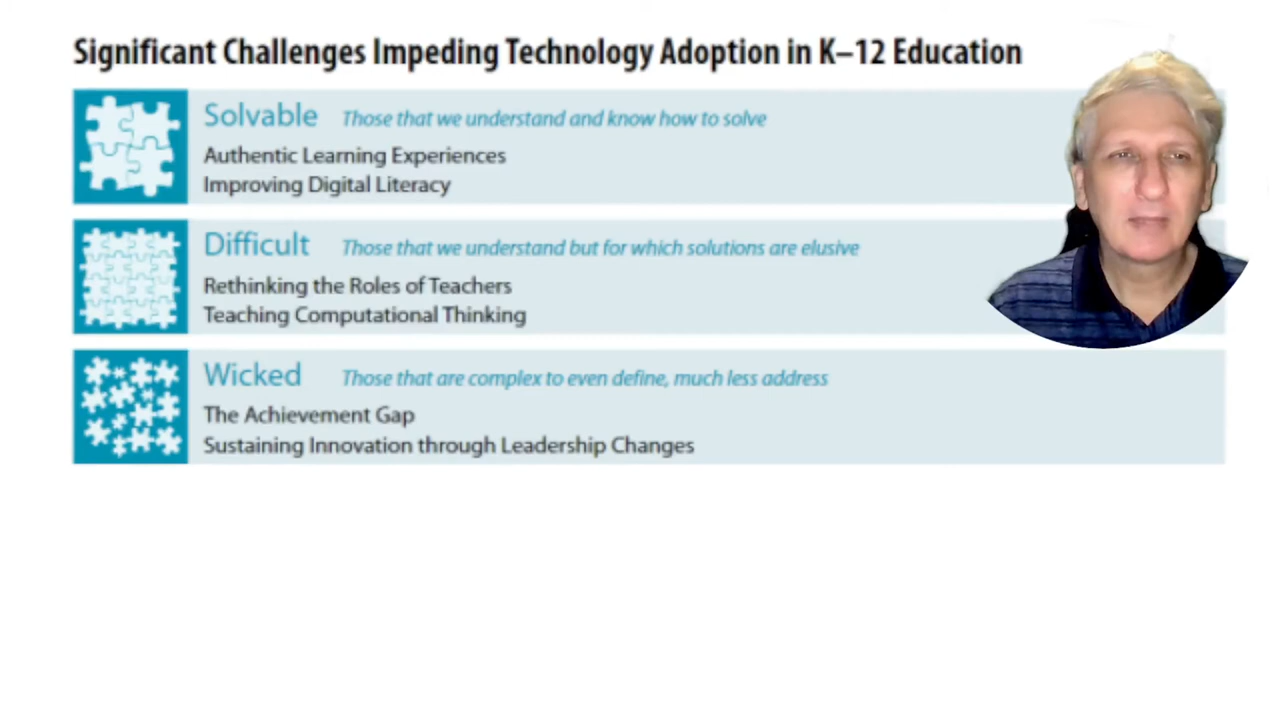 Significant Challenges Impeding Technology Adoption in K–12 Education
Solvable Those that we understand and know how to solve
Authentic Learning Experiences
Improving Digital Literacy
Difficult Those that we understand but for which solutions are elusive
Rethinking the Roles of Teachers
Teaching Computational Thinking
Wicked Those that are complex to even define, much less address
The Achievement Gap
Sustaining Innovation through Leadership Changes